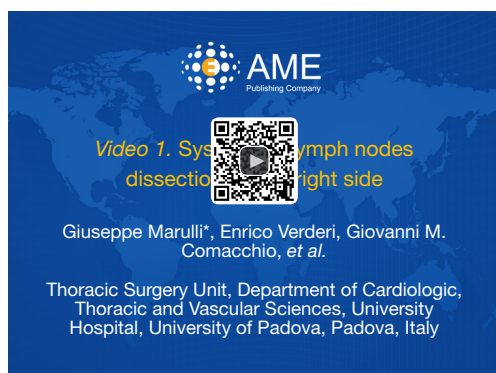 E
AME
Publishing Company
Video 1. Sys ymph nodes
dissectio right side
Giuseppe Marulli*, Enrico Verderi, Giovanni M.
Comacchio, et al.
Thoracic Surgery Unit, Department of Cardiologic,
Thoracic and Vascular Sciences, University
Hospital, University of Padova, Padova, Italy